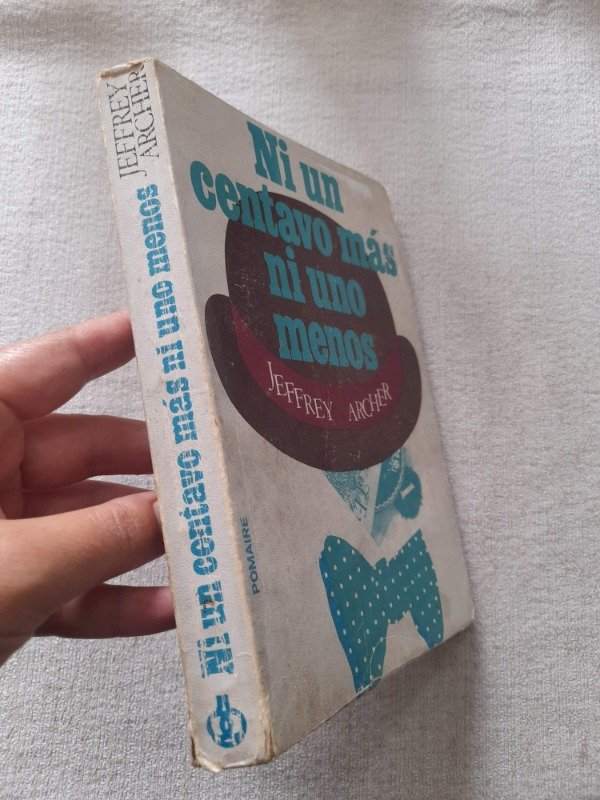 JEFFREY
ARCHER
Ni un centavo más ni uno menos
Ni un
centavo más
ni uno
menos
JEFFREY ARCHER
POMAIRE